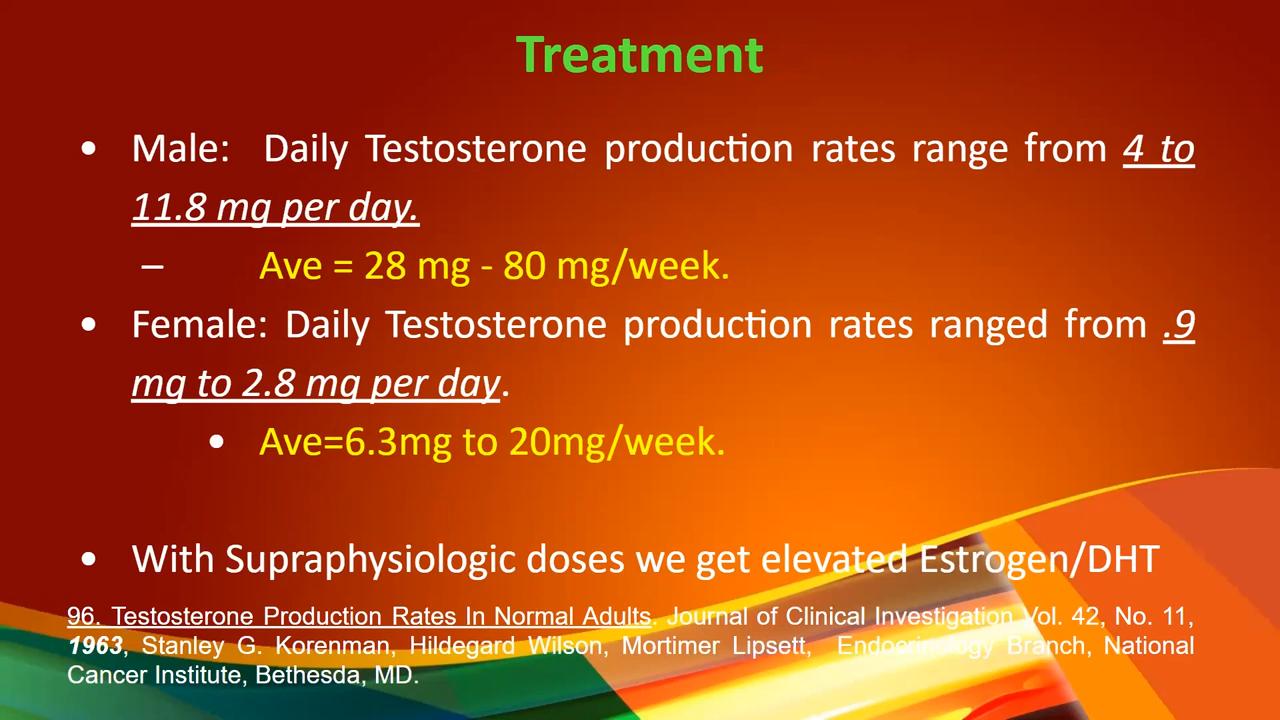 Treatment
• Male: Daily Testosterone production rates range from 4 to
11.8 mg per day.
– Ave = 28 mg - 80 mg/week.
• Female: Daily Testosterone production rates ranged from .9
mg to 2.8 mg per day.
• Ave=6.3mg to 20mg/week.
• With Supraphysiologic doses we get elevated Estrogen/DHT
96. Testosterone Production Rates In Normal Adults. Journal of Clinical Investigation Vol. 42, No. 11,
1963, Stanley G. Korenman, Hildegard Wilson, Mortimer Lipsett, Endocrinology Branch, National
Cancer Institute, Bethesda, MD.